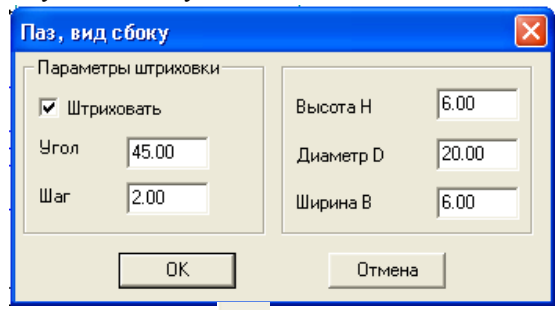 Паз, вид сбоку
Параметры штриховки
Штриховать
Угол 45.00
Шаг 2.00
Высота H 6.00
Диаметр D 20.00
Ширина B 6.00
OK Отмена